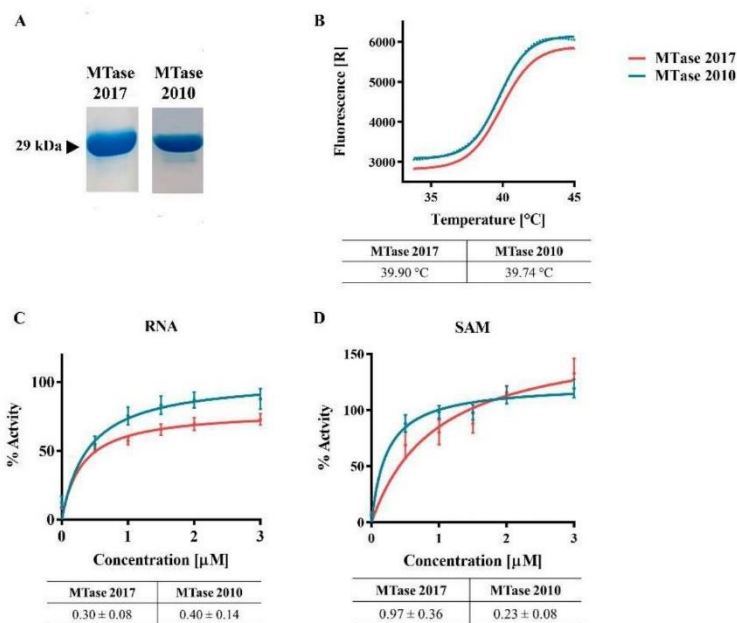 A
MTase
2017
MTase
2010
29 kDa
B
Fluorescence [R]
6000
5000
4000
3000
35
40
45
Temperature [°C]
MTase 2017
MTase 2010
MTase 2017 MTase 2010
39.90 °C 39.74 °C
C
RNA
% Actvity
100
50
0
0 1 2 3
Concentration [µM]
MTase 2017 MTase 2010
0.30 ± 0.08 0.40 ± 0.14
D
SAM
% Actvity
150
100
50
0
0 1 2 3
Concentration [µM]
MTase 2017 MTase 2010
0.97 ± 0.36 0.23 ± 0.08